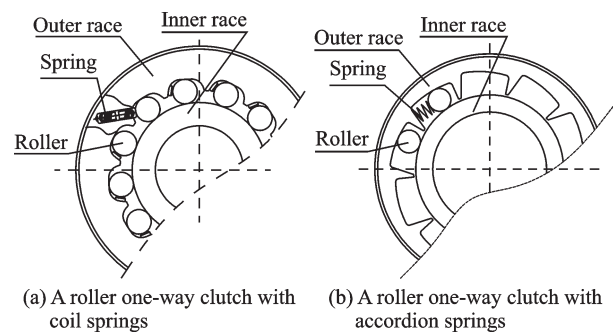 Outer race
Inner race
Spring
Roller
(a) A roller one-way clutch with
coil springs
Outer race
Inner race
Spring
Roller
(b) A roller one-way clutch with
accordion springs